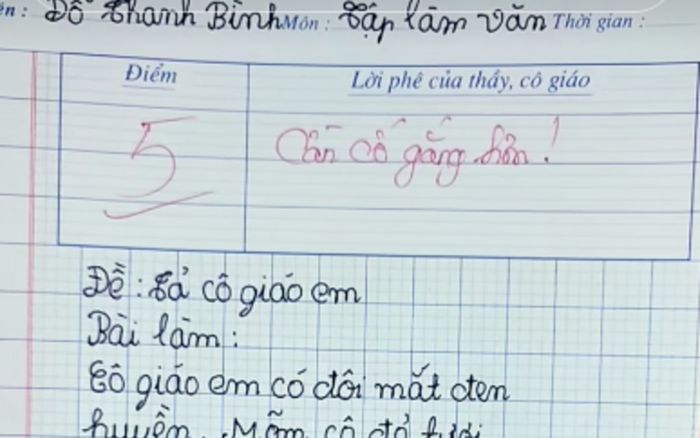 ên: Đỗ Thanh Bình Môn: Tập làm văn Thời gian:
Điểm Lời phê của thầy, cô giáo
5 Cần cố gắng hơn!
Đề: Tả cô giáo em
Bài làm:
Cô giáo em có đôi mắt đen
huyền. Mồm cô đỏ tươi